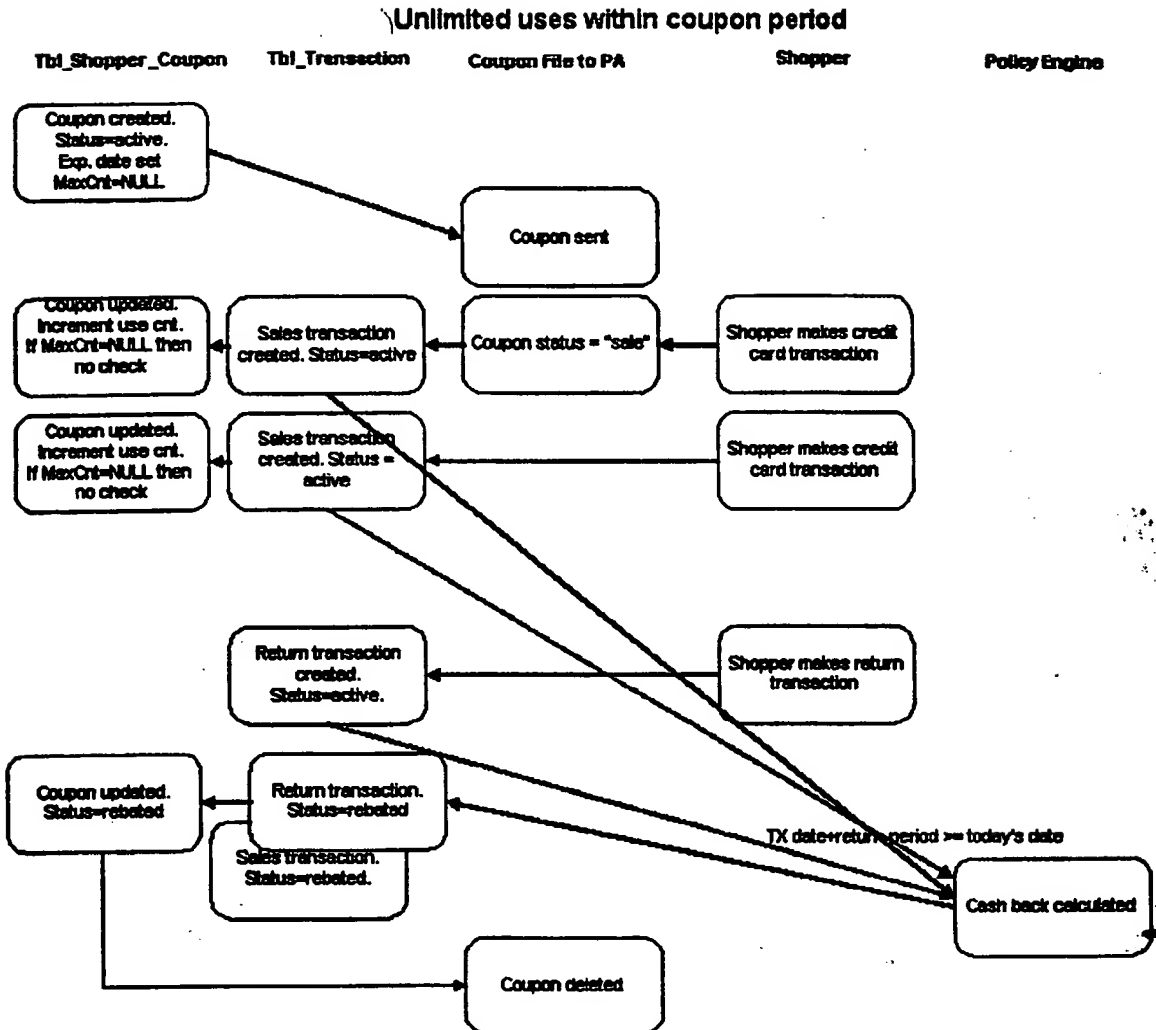 Unlimited uses within coupon period
Tbl_Shopper_Coupon
Tbl_Transaction
Coupon File to PA
Shopper
Policy Engine
Coupon created.
Status=active.
Exp. date set
MaxCnt=NULL
Coupon sent
Coupon updated.
Increment use cnt.
If MaxCnt=NULL then
no check
Sales transaction
created. Status=active
Coupon status = "sale"
Shopper makes credit
card transaction
Coupon updated.
Increment use cnt.
If MaxCnt=NULL then
no check
Sales transaction
created. Status =
active
Shopper makes credit
card transaction
Return transaction
created.
Status=active.
Shopper makes return
transaction
Coupon updated.
Status=rebated
Return transaction.
Status=rebated
Sales transaction.
Status=rebated.
TX date+return period >= today's date
Cash back calculated
Coupon deleted